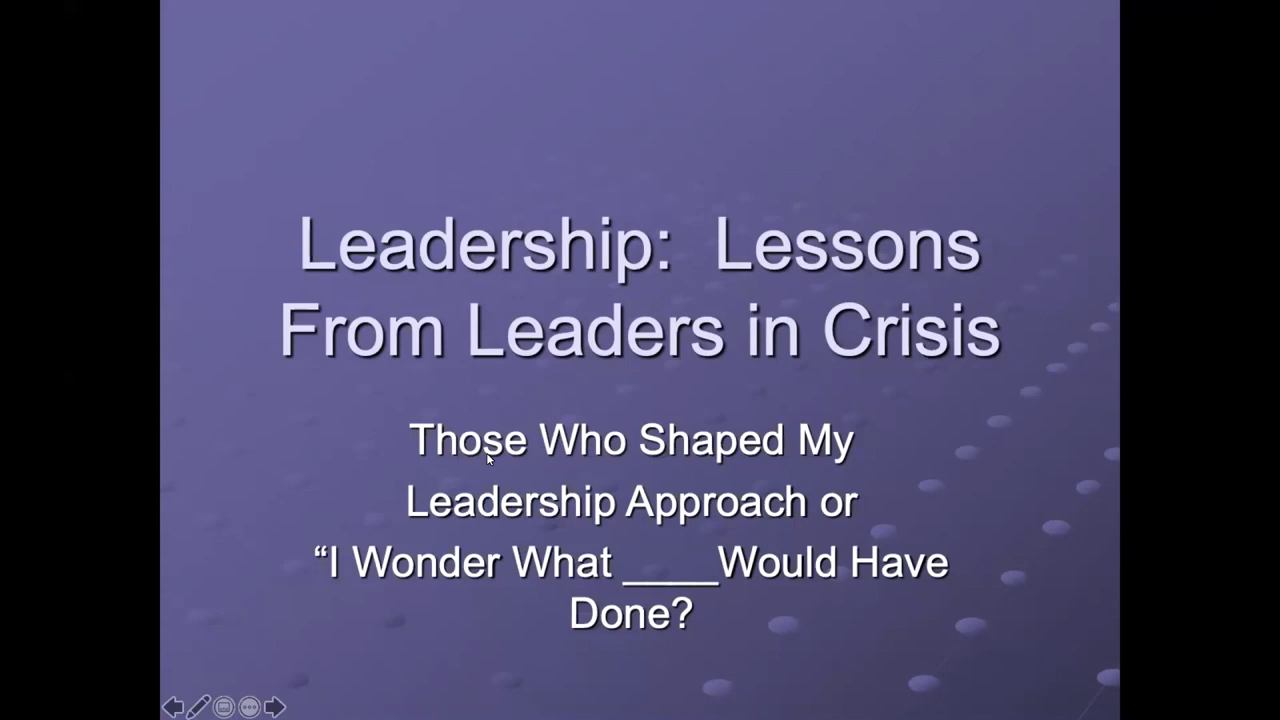 Leadership:  Lessons
From Leaders in Crisis
Those Who Shaped My
Leadership Approach or
“I Wonder What ____Would Have
Done?